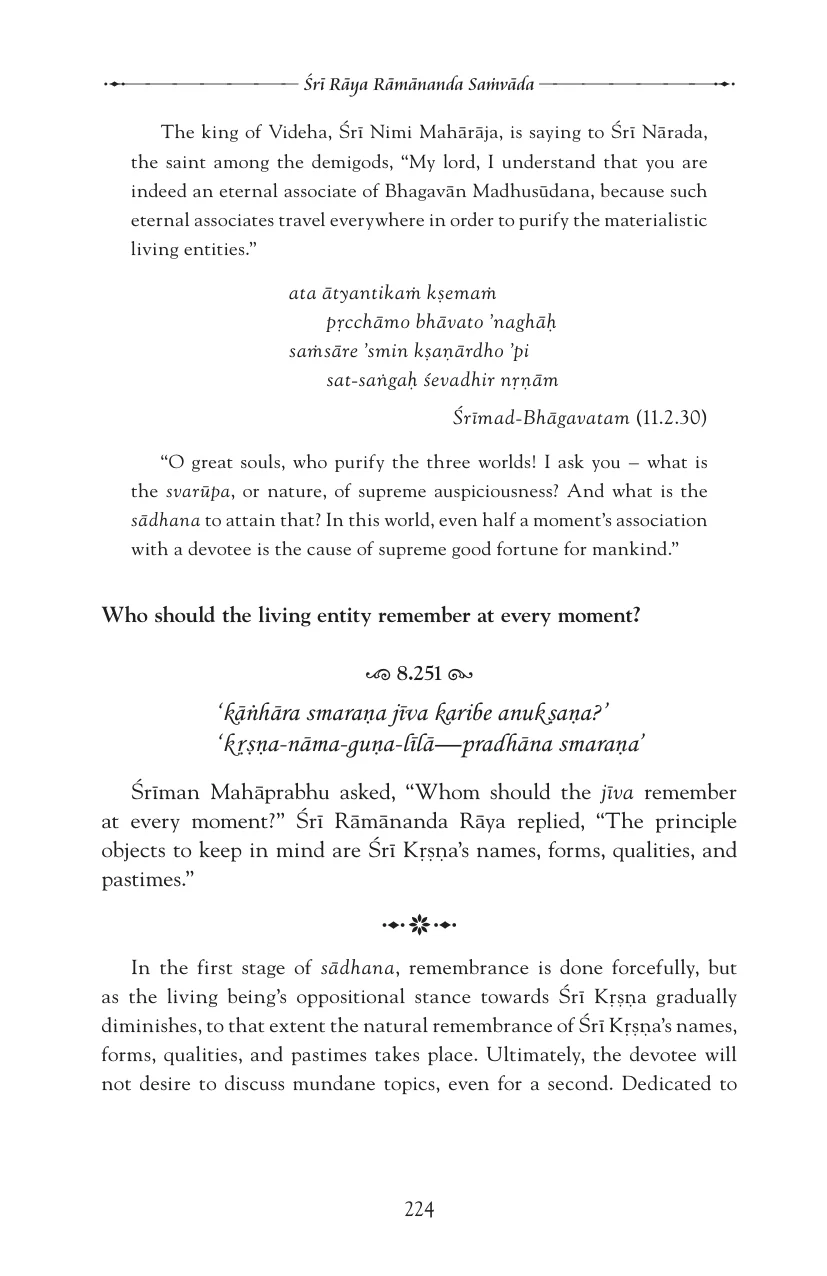 Śrī Rāya Rāmānanda Saṁvāda
The king of Videha, Śrī Nimi Mahārāja, is saying to Śrī Nārada,
the saint among the demigods, “My lord, I understand that you are
indeed an eternal associate of Bhagavān Madhusūdana, because such
eternal associates travel everywhere in order to purify the materialistic
living entities.”
ata ātyantikaṁ kṣemaṁ
pṛcchāmo bhāvato ’naghāḥ
saṁsāre ’smin kṣaṇārdho ’pi
sat-saṅgaḥ śevadhir nṛṇām
Śrīmad-Bhāgavatam (11.2.30)
“O great souls, who purify the three worlds! I ask you – what is
the svarūpa, or nature, of supreme auspiciousness? And what is the
sādhana to attain that? In this world, even half a moment’s association
with a devotee is the cause of supreme good fortune for mankind.”
Who should the living entity remember at every moment?
8.251
‘kāṅhāra smaraṇa jīva karibe anukṣaṇa?’
‘kṛṣṇa-nāma-guṇa-līlā—pradhāna smaraṇa’
Śrīman Mahāprabhu asked, “Whom should the jīva remember
at every moment?” Śrī Rāmānanda Rāya replied, “The principle
objects to keep in mind are Śrī Kṛṣṇa’s names, forms, qualities, and
pastimes.”
In the first stage of sādhana, remembrance is done forcefully, but
as the living being’s oppositional stance towards Śrī Kṛṣṇa gradually
diminishes, to that extent the natural remembrance of Śrī Kṛṣṇa’s names,
forms, qualities, and pastimes takes place. Ultimately, the devotee will
not desire to discuss mundane topics, even for a second. Dedicated to
224